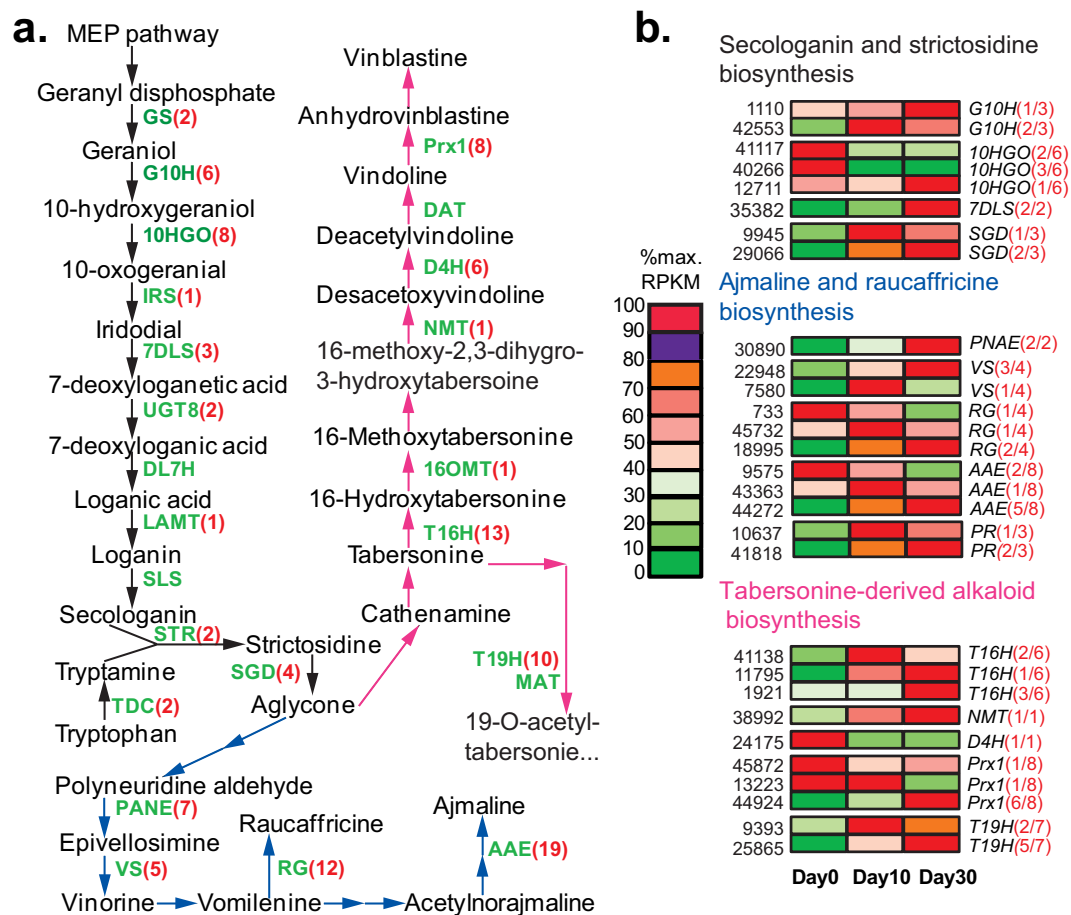 a.
MEP pathway
Geranyl disphosphate
GS(2)
Geraniol
G10H(6)
10-hydroxygeraniol
10HGO(8)
10-oxogeranial
IRS(1)
Iridodial
7DLS(3)
7-deoxyloganetic acid
UGT8(2)
7-deoxyloganic acid
DL7H
Loganic acid
LAMT(1)
Loganin
SLS
Secologanin
STR(2)
Strictosidine
Tryptamine
SGD(4)
TDC(2)
Aglycone
Tryptophan
Polyneuridine aldehyde
PANE(7)
Epivellosimine
VS(5)
Vinorine
Vomilenine
Raucaffricine
RG(12)
Acetylnorajmaline
AAE(19)
Ajmaline
Vinblastine
Anhydrovinblastine
Prx1(8)
Vindoline
DAT
Deacetylvindoline
D4H(6)
Desacetoxyvindoline
NMT(1)
16-methoxy-2,3-dihygro-
3-hydroxytabersoine
16-Methoxytabersonine
16OMT(1)
16-Hydroxytabersonine
T16H(13)
Tabersonine
Cathenamine
T19H(10)
MAT
19-O-acetyl-
tabersonie...
b.
%max.
RPKM
100
90
80
70
60
50
40
30
20
10
0
Secologanin and strictosidine
biosynthesis
1110 G10H(1/3)
42553 G10H(2/3)
41117 10HGO(2/6)
40266 10HGO(3/6)
12711 10HGO(1/6)
35382 7DLS(2/2)
9945 SGD(1/3)
29066 SGD(2/3)
Ajmaline and raucaffricine
biosynthesis
30890 PNAE(2/2)
22948 VS(3/4)
7580 VS(1/4)
733 RG(1/4)
45732 RG(1/4)
18995 RG(2/4)
9575 AAE(2/8)
43363 AAE(1/8)
44272 AAE(5/8)
10637 PR(1/3)
41818 PR(2/3)
Tabersonine-derived alkaloid
biosynthesis
41138 T16H(2/6)
11795 T16H(1/6)
1921 T16H(3/6)
38992 NMT(1/1)
24175 D4H(1/1)
45872 Prx1(1/8)
13223 Prx1(1/8)
44924 Prx1(6/8)
9393 T19H(2/7)
25865 T19H(5/7)
Day0 Day10 Day30